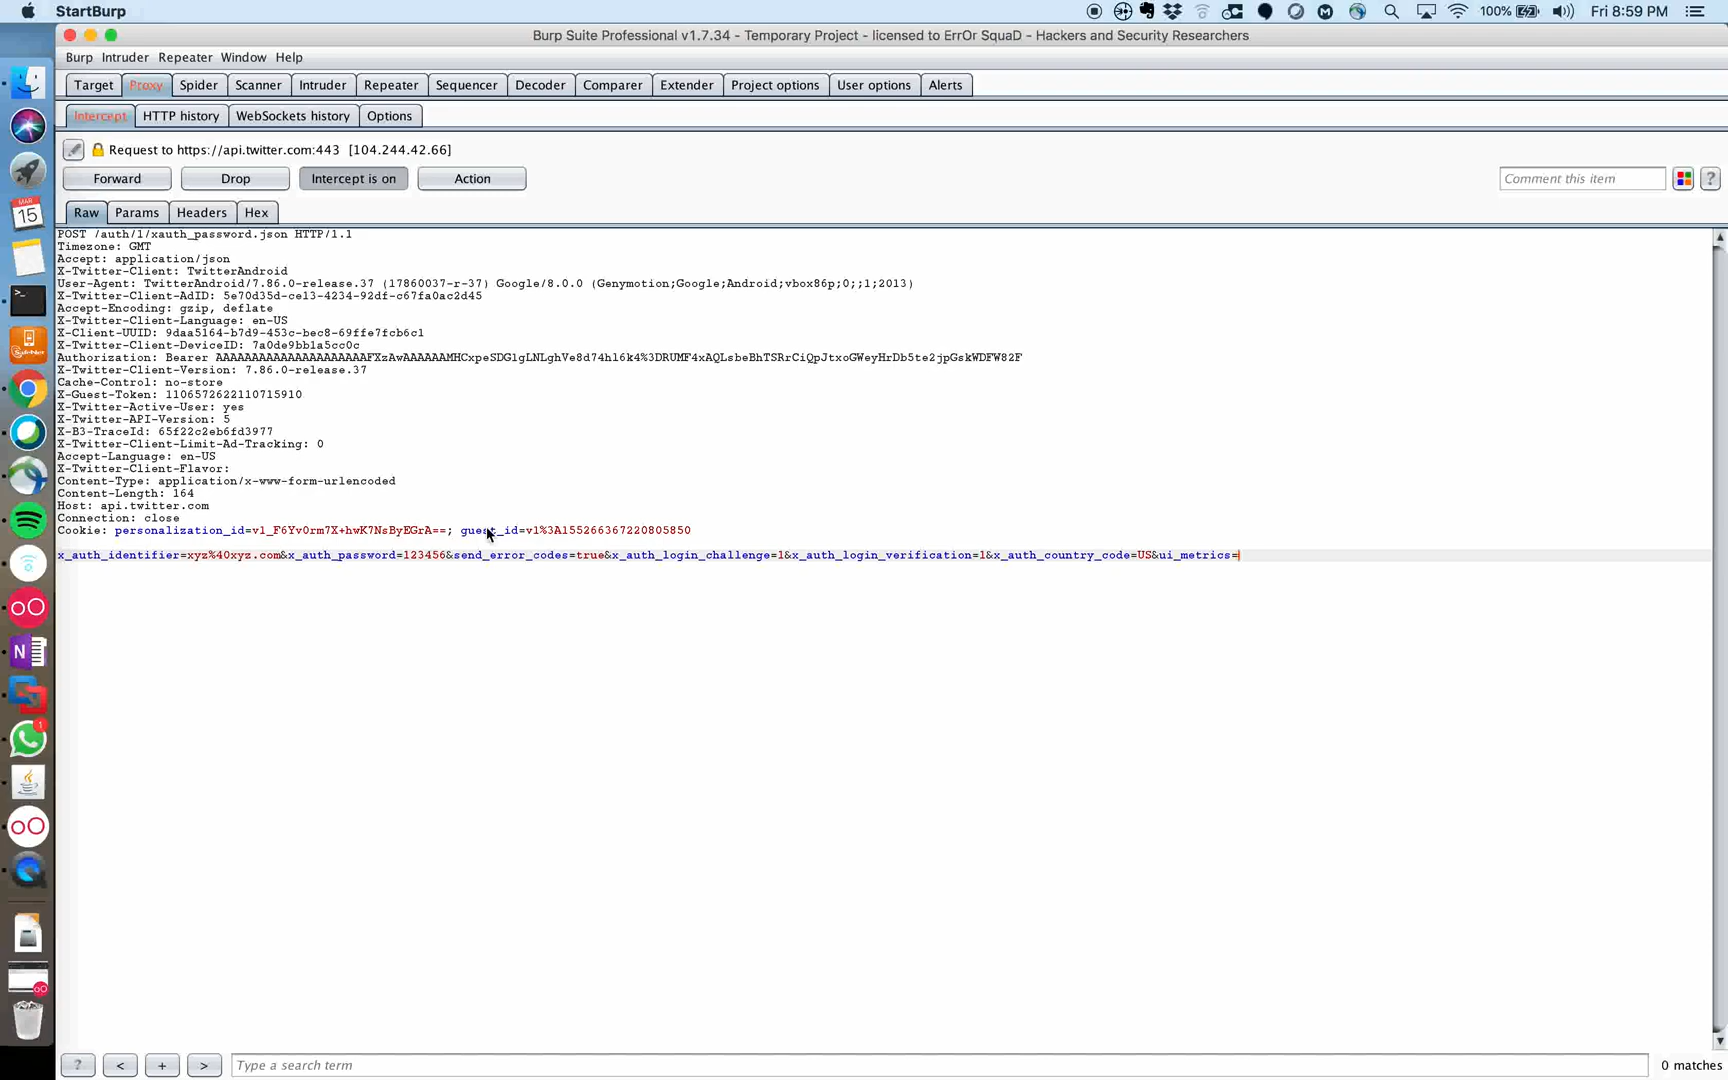 StartBurp
100%
Fri 8:59 PM
Burp Suite Professional v1.7.34 - Temporary Project - licensed to ErrOr SquaD - Hackers and Security Researchers
Burp Intruder Repeater Window Help
Target Proxy Spider Scanner Intruder Repeater Sequencer Decoder Comparer Extender Project options User options Alerts
Intercept HTTP history WebSockets history Options
Request to https://api.twitter.com:443 [104.244.42.66]
Forward Drop Intercept is on Action
Comment this item
?
Raw Params Headers Hex
POST /auth/1/xauth_password.json HTTP/1.1
Timezone: GMT
Accept: application/json
X-Twitter-Client: TwitterAndroid
User-Agent: TwitterAndroid/7.86.0-release.37 (17860037-r-37) Google/8.0.0 (Genymotion;Google;Android;vbox86p;0;;1;2013)
X-Twitter-Client-AdID: 5e70d35d-ce13-4234-92df-c67fa0ac2d45
Accept-Encoding: gzip, deflate
X-Twitter-Client-Language: en-US
X-Client-UUID: 9daa5164-b7d9-453c-bec8-69ffe7fcb6c1
X-Twitter-Client-DeviceID: 7a0de9bb1a5cc0c
Authorization: Bearer AAAAAAAAAAAAAAAAAAAAAFXzAwAAAAAAMHCxpeSDG1gLNLghVe8d74hl6k4%3DRUMF4xAQLsbeBhTSRrCiQpJtxoGWeyHrDb5te2jpGskWDFW82F
X-Twitter-Client-Version: 7.86.0-release.37
Cache-Control: no-store
X-Guest-Token: 1106572622110715910
X-Twitter-Active-User: yes
X-Twitter-API-Version: 5
X-B3-TraceId: 65f22c2eb6fd3977
X-Twitter-Client-Limit-Ad-Tracking: 0
Accept-Language: en-US
X-Twitter-Client-Flavor:
Content-Type: application/x-www-form-urlencoded
Content-Length: 164
Host: api.twitter.com
Connection: close
Cookie: personalization_id=v1_F6Yv0rm7X+hwK7NsByEGrA==; guest_id=v1%3A155266367220805850
x_auth_identifier=xyz%40xyz.com&x_auth_password=123456&send_error_codes=true&x_auth_login_challenge=1&x_auth_login_verification=1&x_auth_country_code=US&ui_metrics=
MAR
15
N
1
? < + >
Type a search term
0 matches